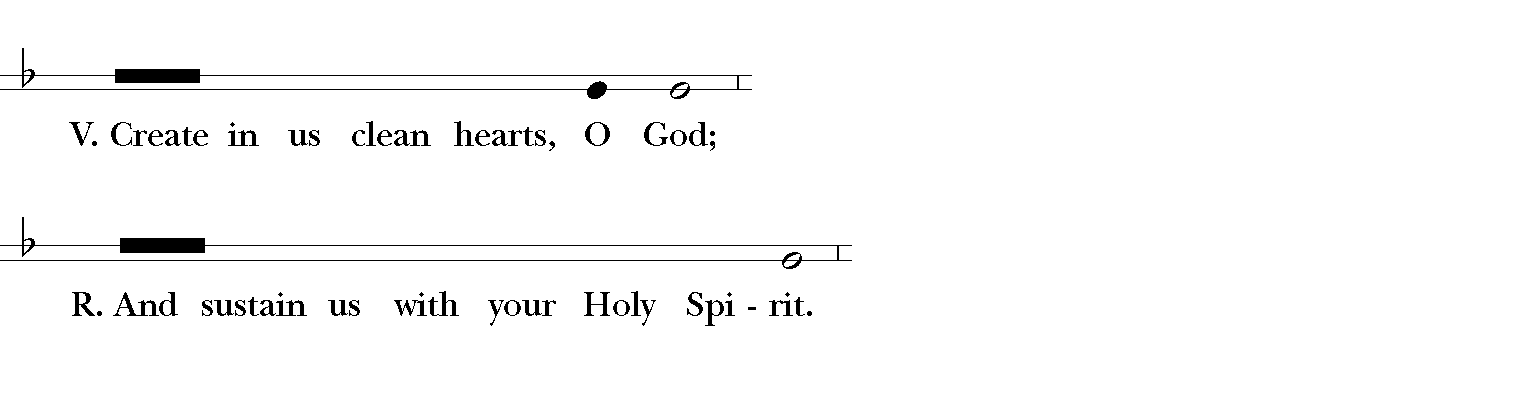 V. Create in us clean hearts, O God;
R. And sustain us with your Holy Spi - rit.